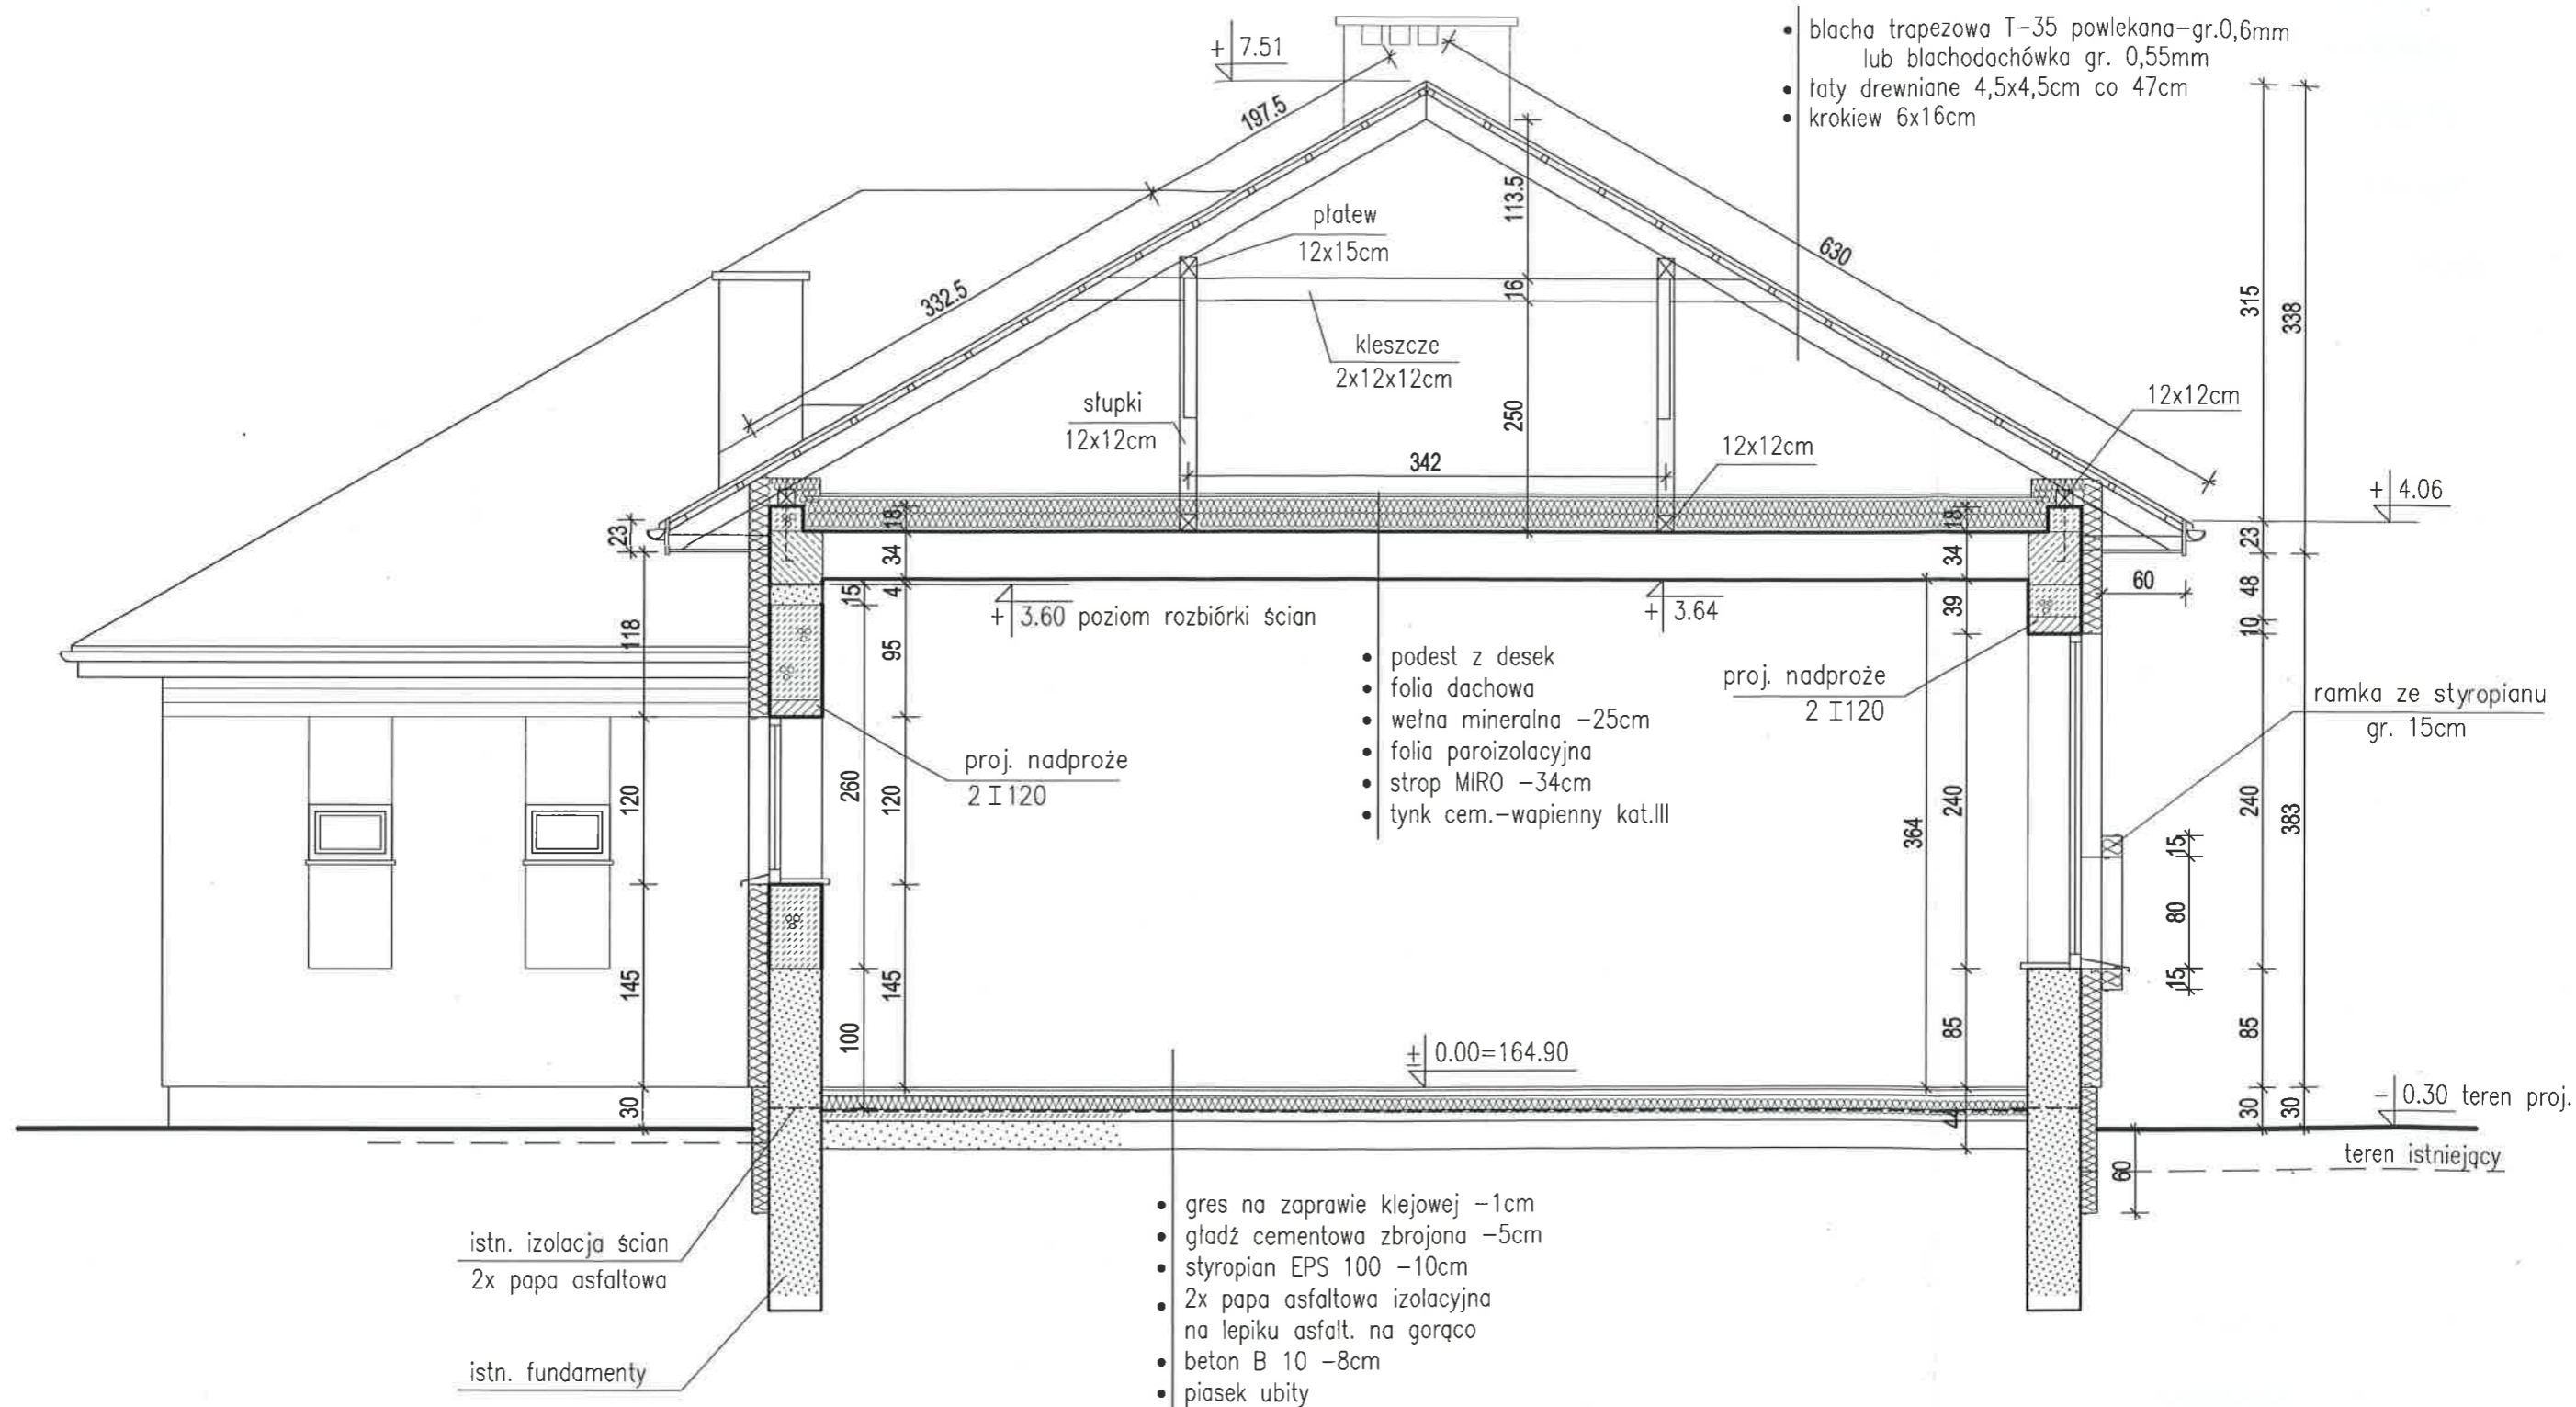 + 7.51
• blacha trapezowa T-35 powlekana-gr.0,6mm
lub blachodachówka gr. 0,55mm
• łaty drewniane 4,5x4,5cm co 47cm
• krokiew 6x16cm
197.5
113.5
630
płatew
12x15cm
332.5
16
315
338
kleszcze
2x12x12cm
słupki
12x12cm
250
342
12x12cm
12x12cm
+ 4.06
23
18
18
23
34
34
15
4
+ 3.60 poziom rozbiórki ścian
+ 3.64
39
60
48
10
118
95
• podest z desek
• folia dachowa
• wełna mineralna -25cm
• folia paroizolacyjna
• strop MIRO -34cm
• tynk cem.-wapienny kat.III
proj. nadproże
2 I120
ramka ze styropianu
gr. 15cm
proj. nadproże
2 I120
120
260
120
364
240
240
383
15
80
15
145
100
145
85
85
± 0.00=164.90
30
44
30
30
- 0.30 teren proj.
teren istniejący
60
istn. izolacja ścian
2x papa asfaltowa
istn. fundamenty
• gres na zaprawie klejowej -1cm
• gładź cementowa zbrojona -5cm
• styropian EPS 100 -10cm
• 2x papa asfaltowa izolacyjna
na lepiku asfalt. na gorąco
• beton B 10 -8cm
• piasek ubity